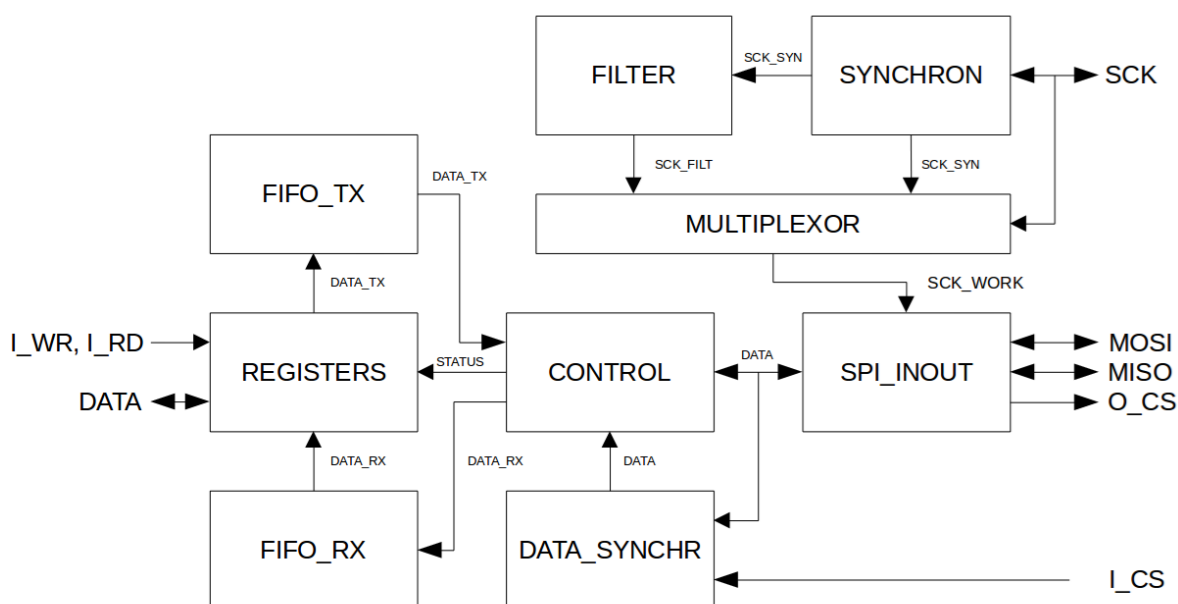 SCK_SYN
FILTER
SYNCHRON
SCK
SCK_FILT
SCK_SYN
DATA_TX
FIFO_TX
MULTIPLEXOR
DATA_TX
SCK_WORK
I_WR, I_RD
REGISTERS
STATUS
CONTROL
DATA
SPI_INOUT
MOSI
MISO
DATA
O_CS
DATA_RX
DATA_RX
DATA
FIFO_RX
DATA_SYNCHR
I_CS